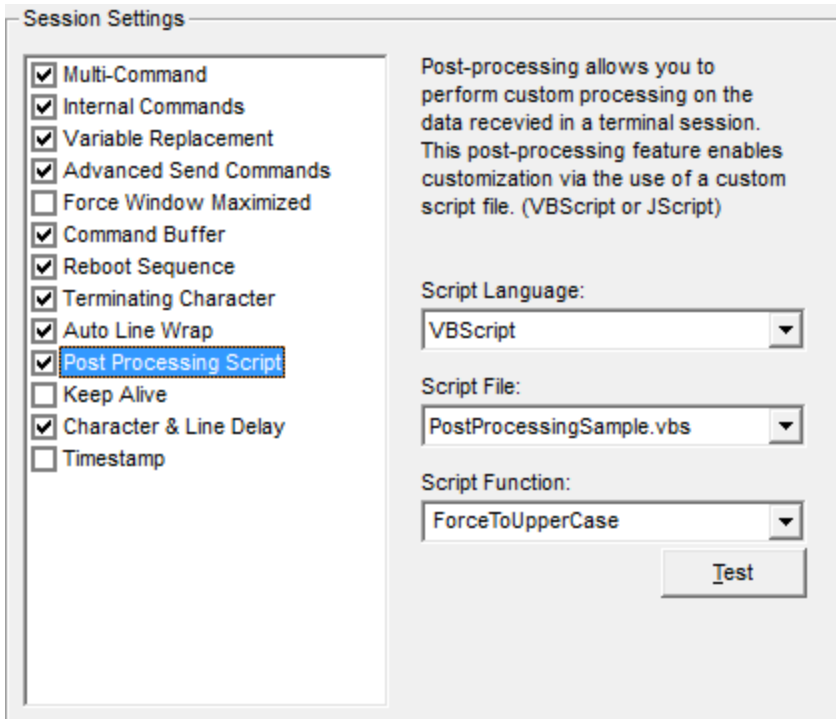 Session Settings
Multi-Command
Internal Commands
Variable Replacement
Advanced Send Commands
Force Window Maximized
Command Buffer
Reboot Sequence
Terminating Character
Auto Line Wrap
Post Processing Script
Keep Alive
Character & Line Delay
Timestamp
Post-processing allows you to
perform custom processing on the
data recevied in a terminal session.
This post-processing feature enables
customization via the use of a custom
script file. (VBScript or JScript)
Script Language:
VBScript
Script File:
PostProcessingSample.vbs
Script Function:
ForceToUpperCase
Test